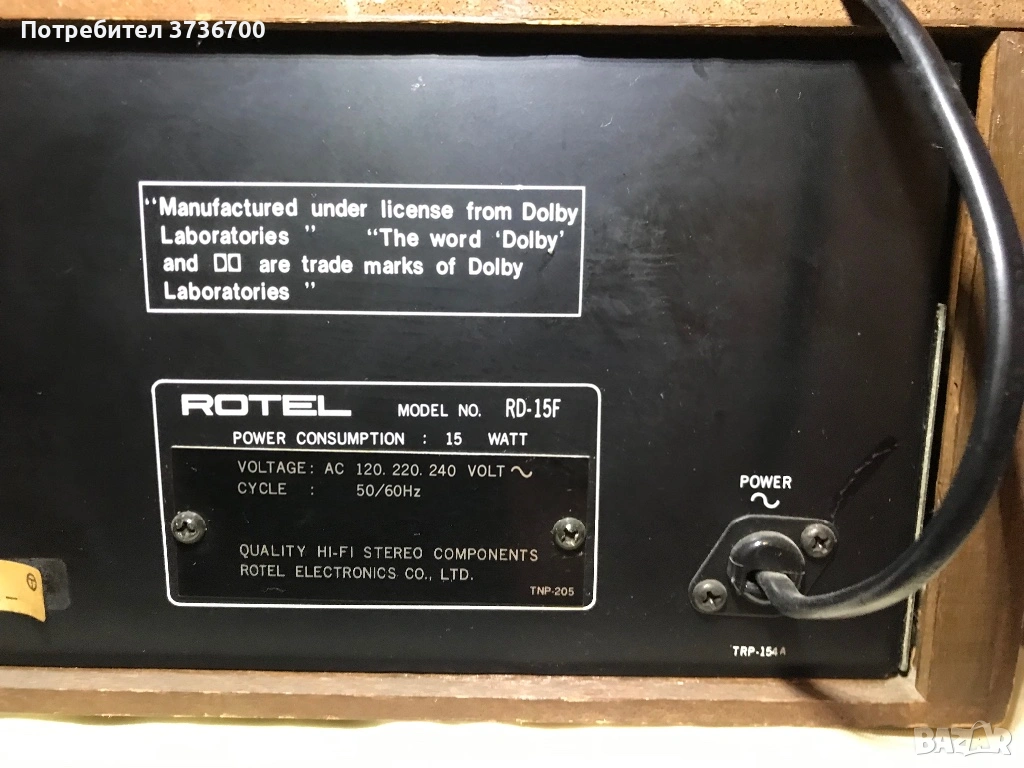 Потребител 3736700
"Manufactured under license from Dolby
Laboratories " "The word 'Dolby'
and are trade marks of Dolby
Laboratories "
ROTEL MODEL NO. RD-15F
POWER CONSUMPTION : 15 WATT
VOLTAGE: AC 120. 220. 240 VOLT ~
CYCLE : 50/60Hz
QUALITY HI-FI STEREO COMPONENTS
ROTEL ELECTRONICS CO., LTD.
TNP-205
POWER
~
TRP-154A
BAZAR